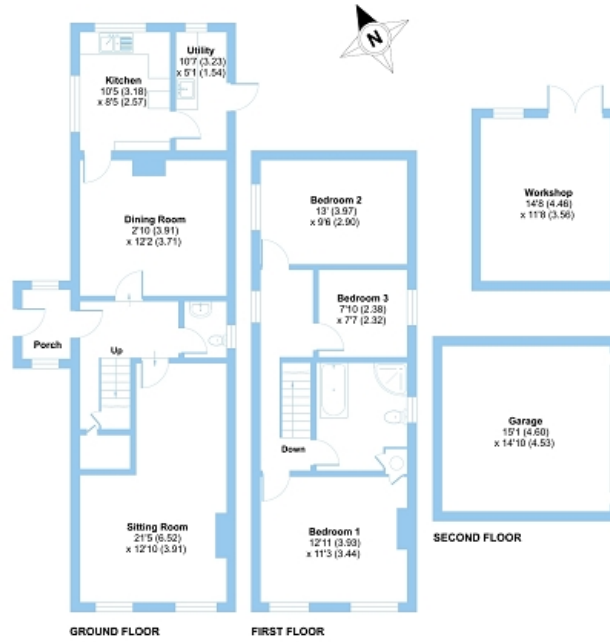 N
Utility
10'7 (3.23)
x 5'1 (1.54)
Kitchen
10'5 (3.18)
x 8'5 (2.57)
Workshop
14'8 (4.46)
x 11'8 (3.56)
Bedroom 2
13' (3.97)
x 9'6 (2.90)
Dining Room
2'10 (3.91)
x 12'2 (3.71)
Bedroom 3
7'10 (2.38)
x 7'7 (2.32)
Porch
Up
Garage
15'1 (4.60)
x 14'10 (4.53)
Down
Sitting Room
21'5 (6.52)
x 12'10 (3.91)
Bedroom 1
12'11 (3.93)
x 11'3 (3.44)
SECOND FLOOR
GROUND FLOOR
FIRST FLOOR